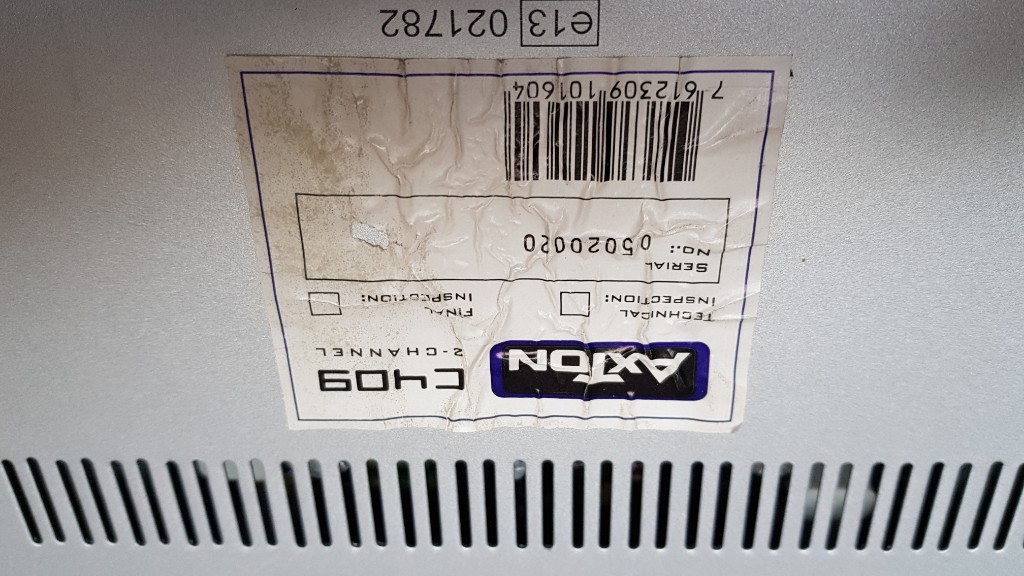 AXTON
C409
2-CHANNEL
TECHNICAL INSPECTION:
FINAL INSPECTION:
SERIAL NO.: 05020020
7 612309 101604
e13 021782